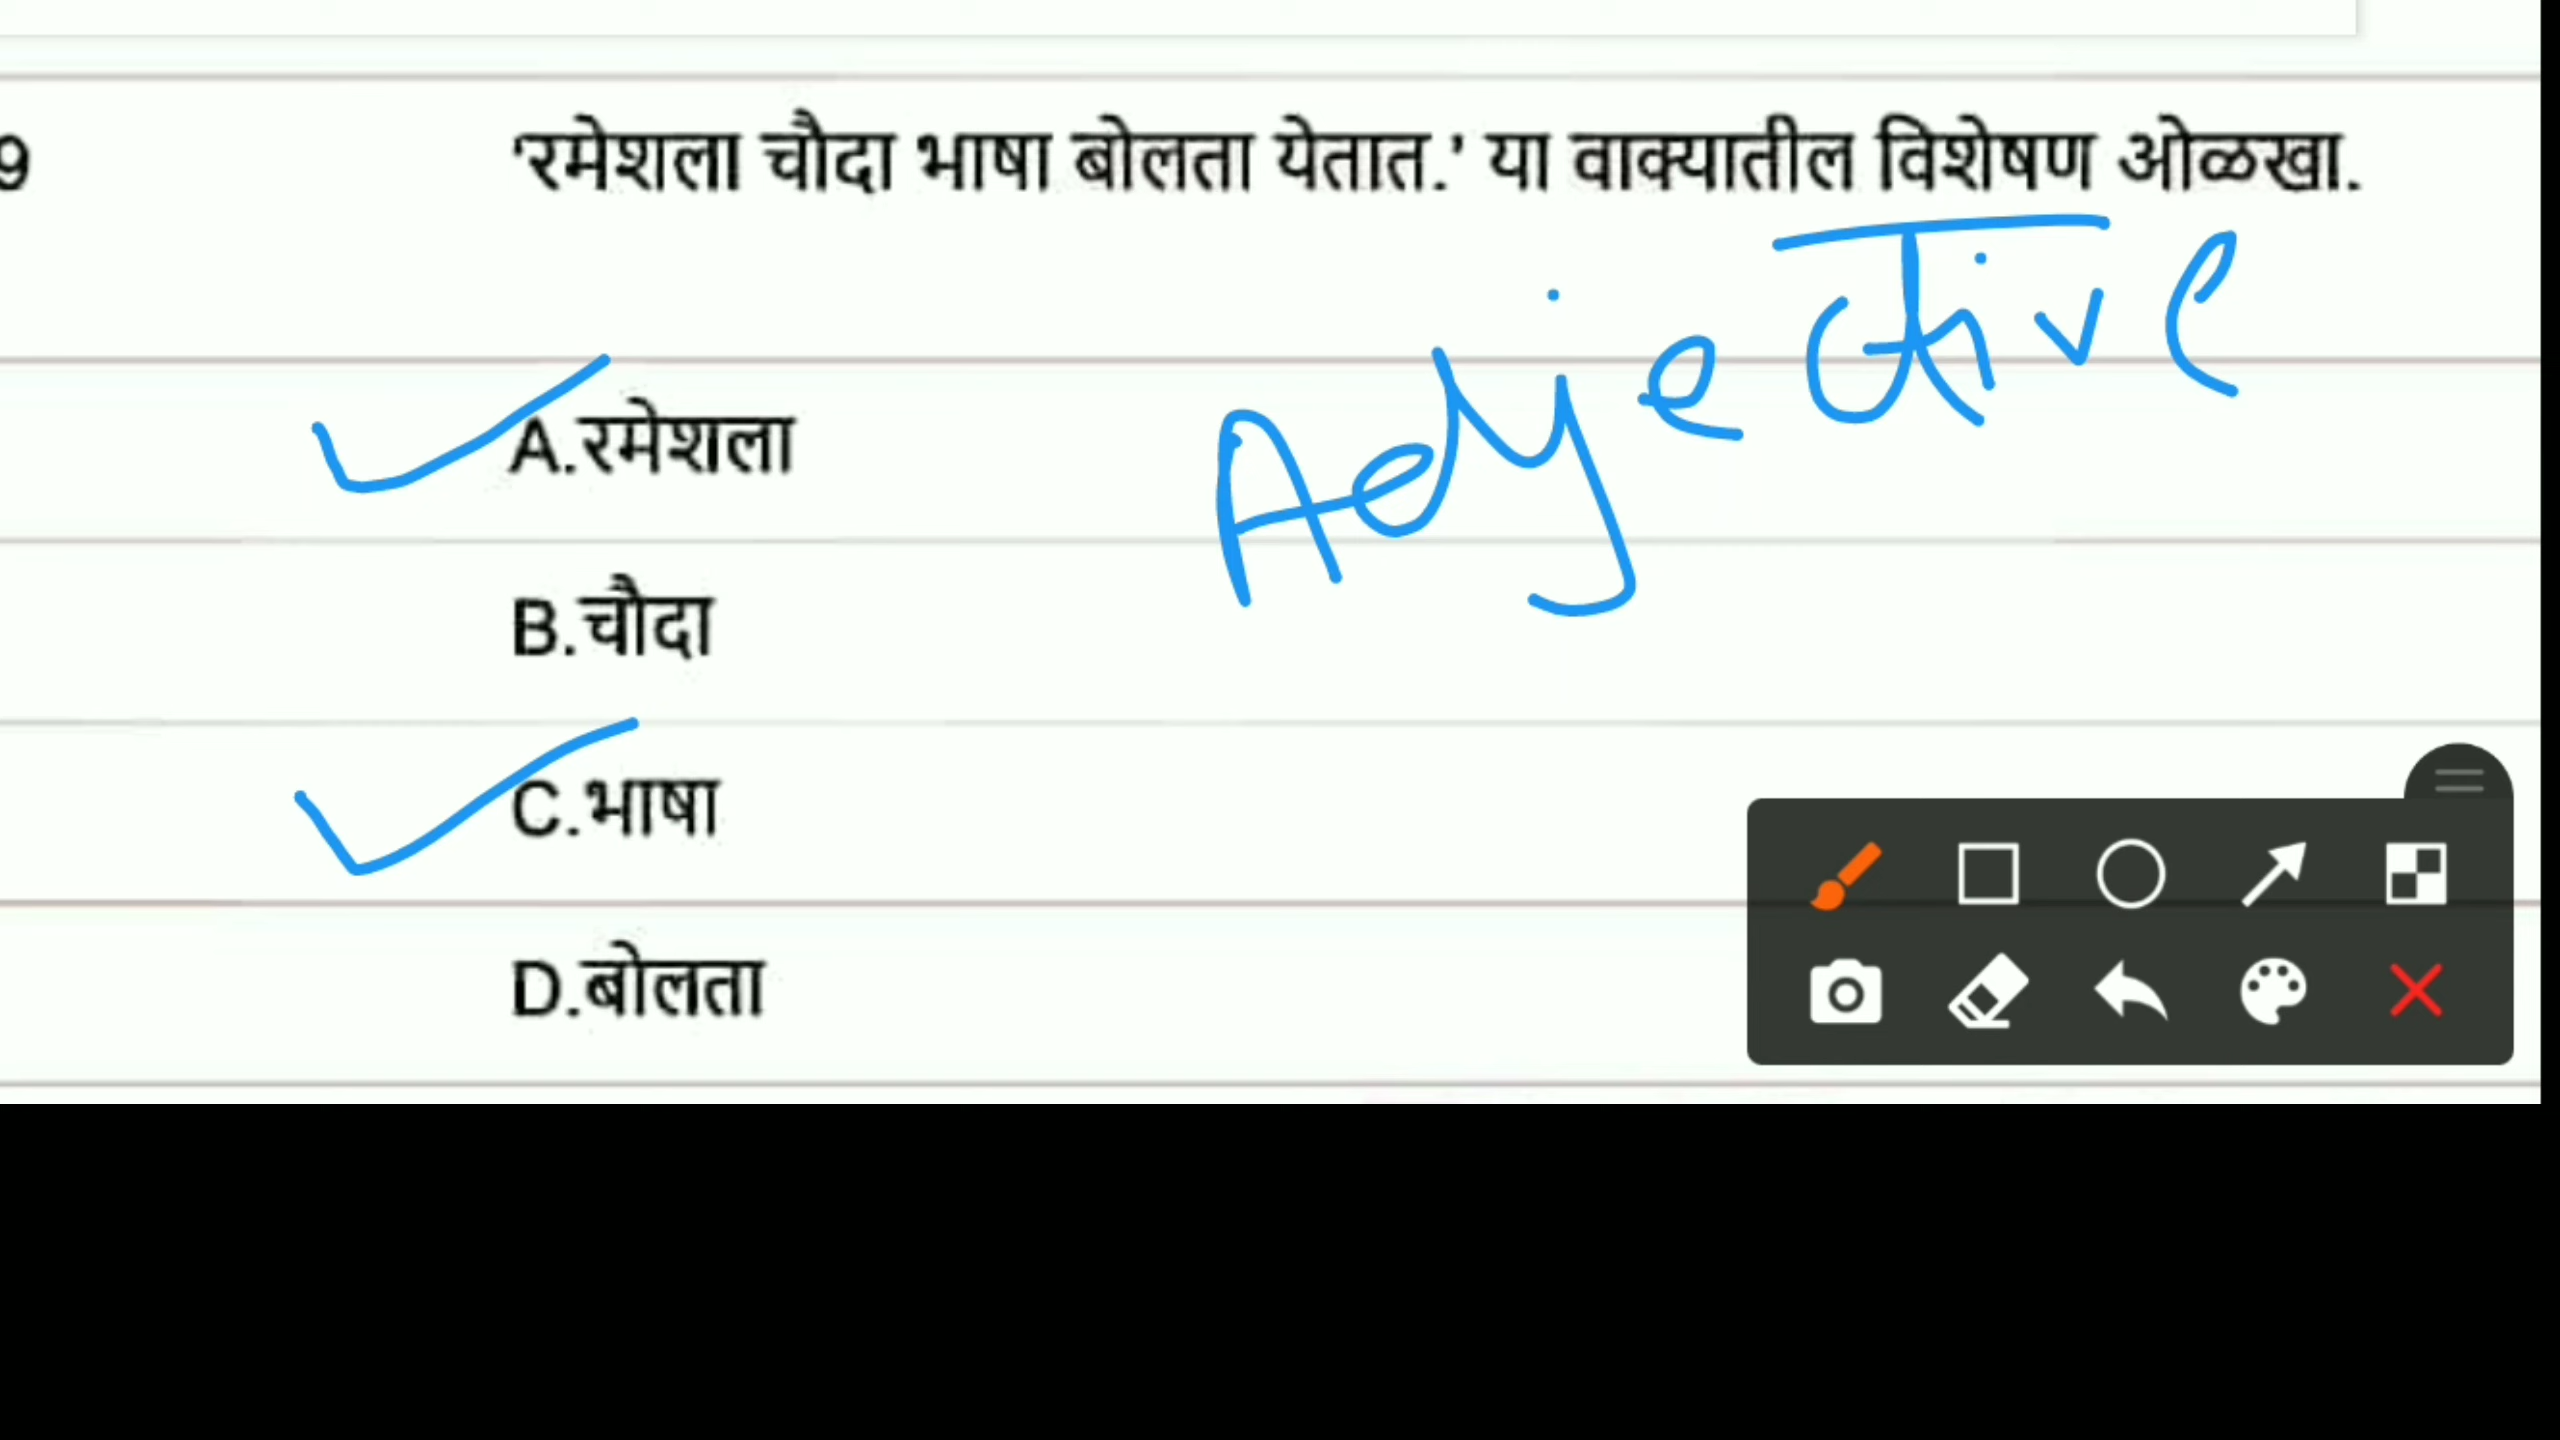 9 'रमेशला चौदा भाषा बोलता येतात.' या वाक्यातील विशेषण ओळखा.
Adjective
A.रमेशला
B.चौदा
C.भाषा
D.बोलता